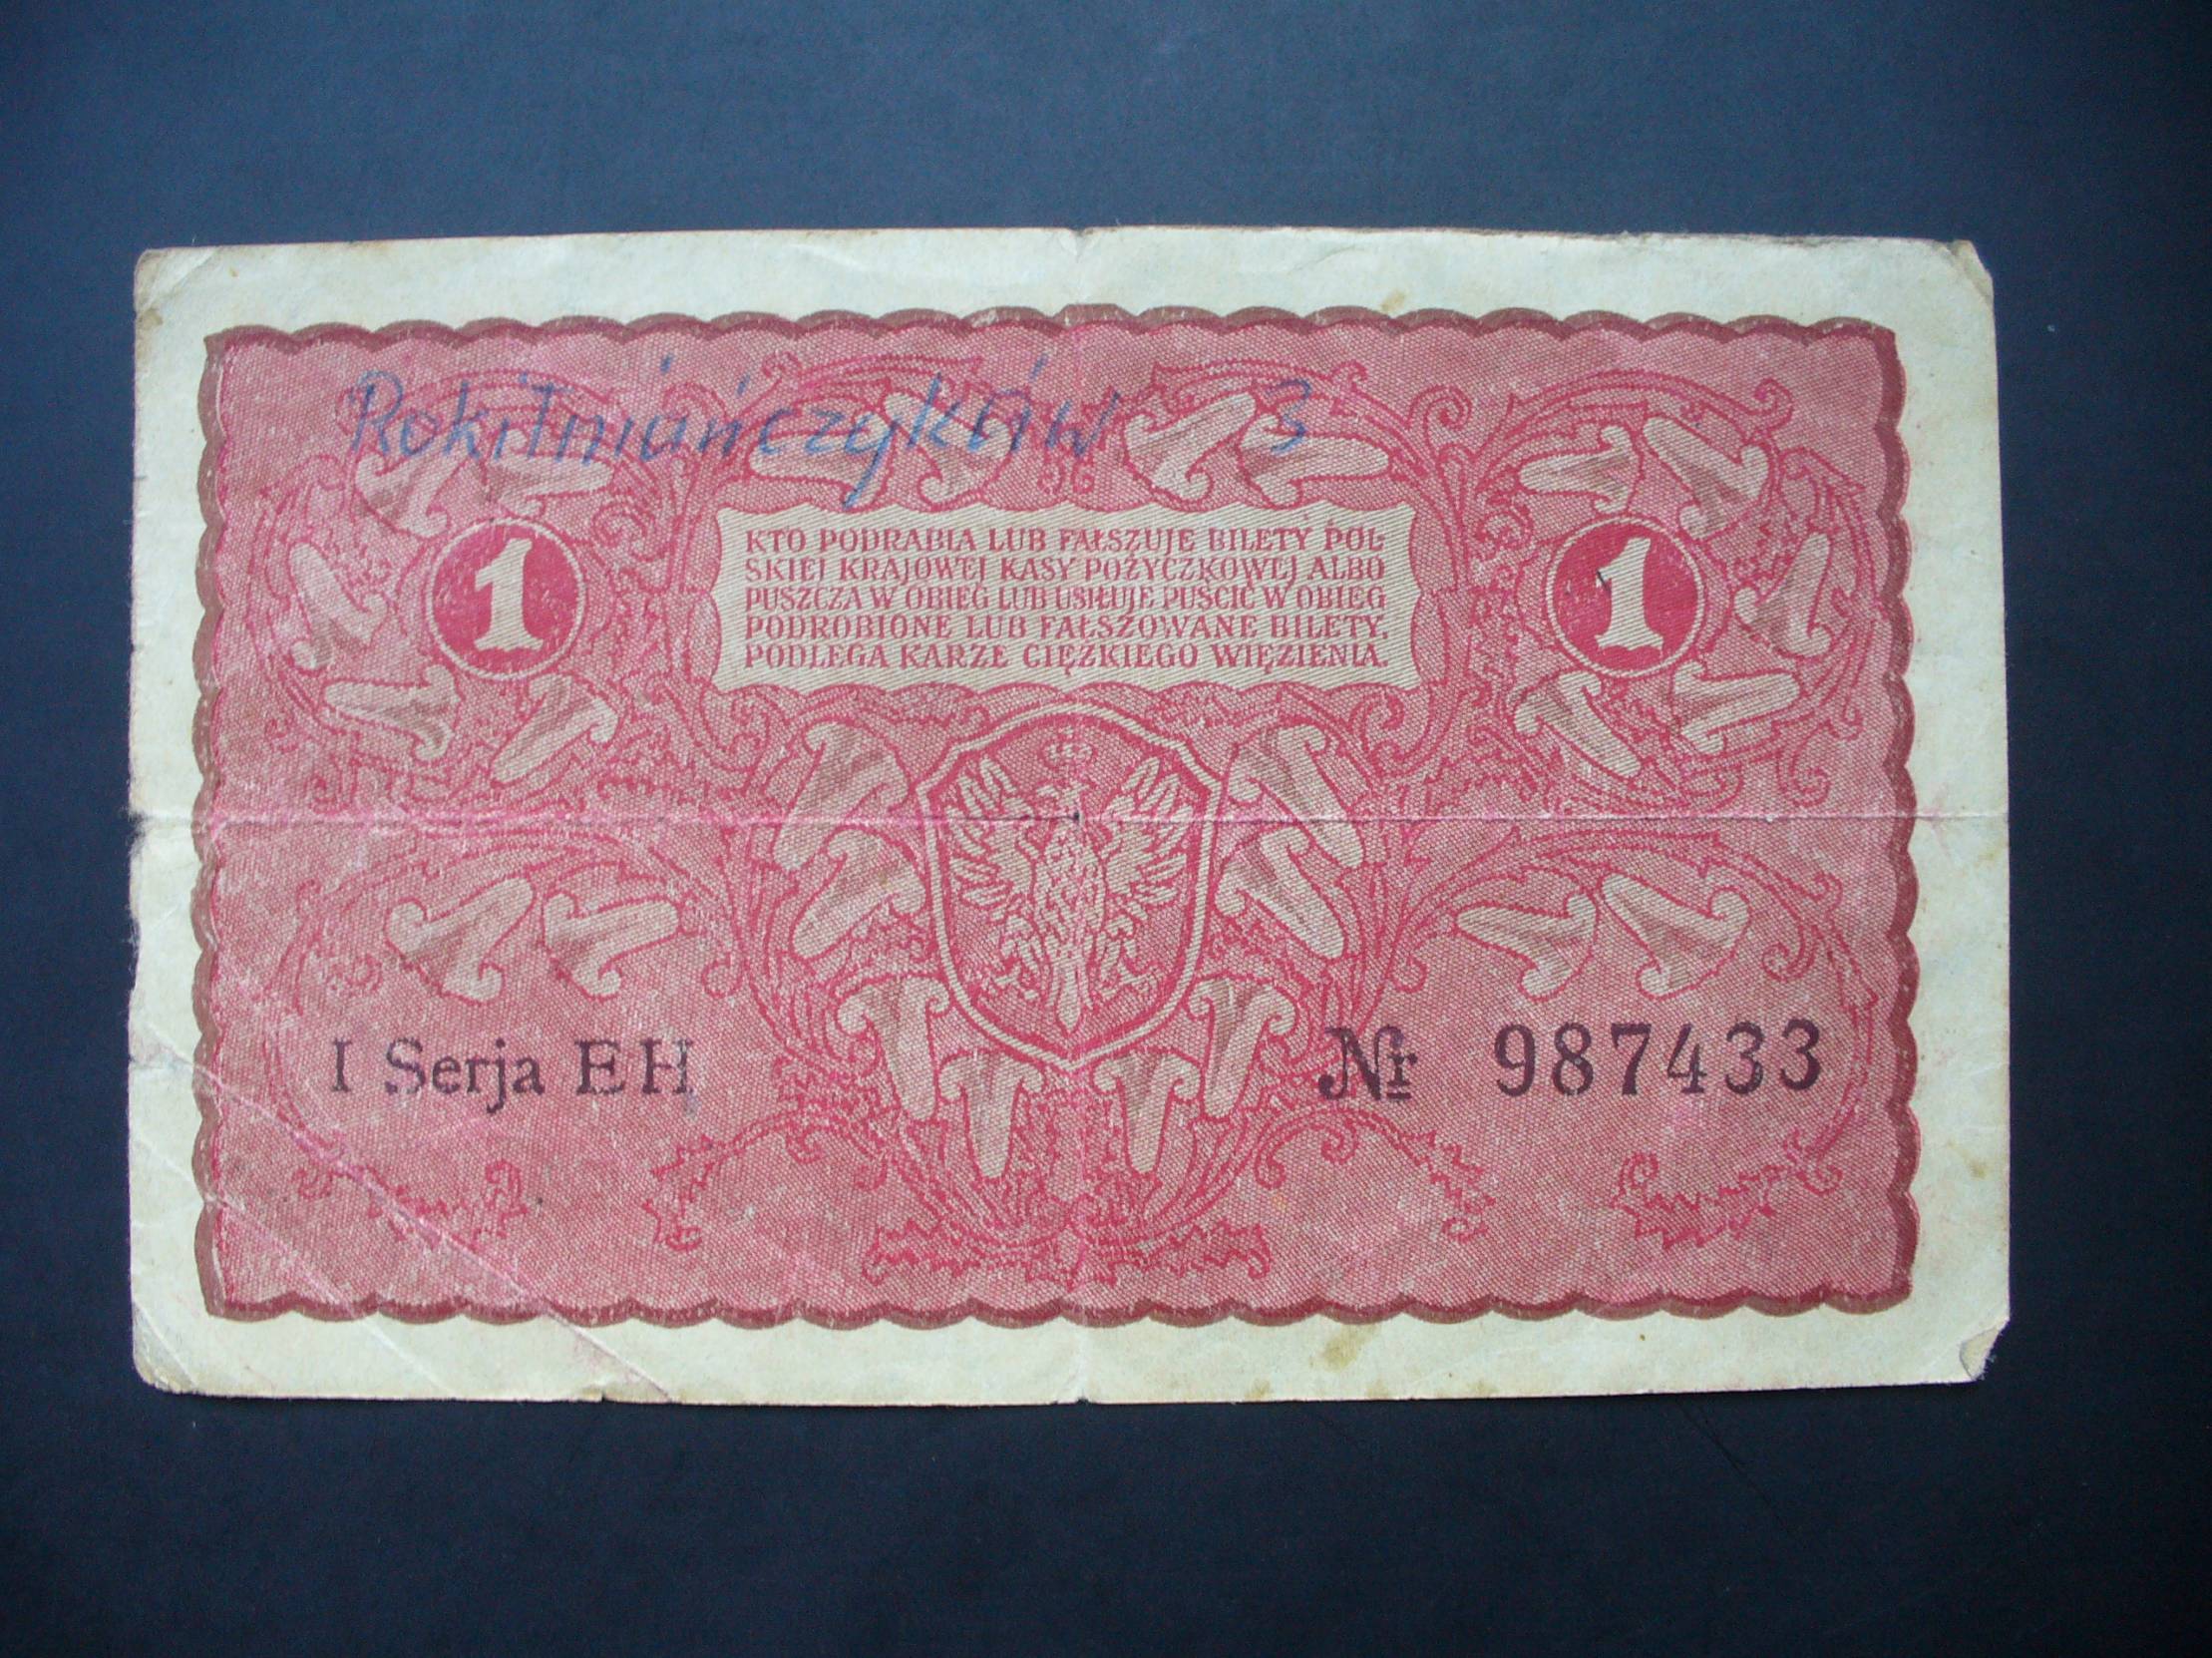 Rokitniańczyków 3
KTO PODRABIA LUB FAŁSZUJE BILETY POL-
SKIEJ KRAJOWEJ KASY POŻYCZKOWEJ ALBO
PUSZCZA W OBIEG LUB USIŁUJE PUŚCIĆ W OBIEG
PODROBIONE LUB FAŁSZOWANE BILETY,
PODLEGA KARZE CIĘŻKIEGO WIĘZIENIA.
1
1
I Serja EH
Nr 987433